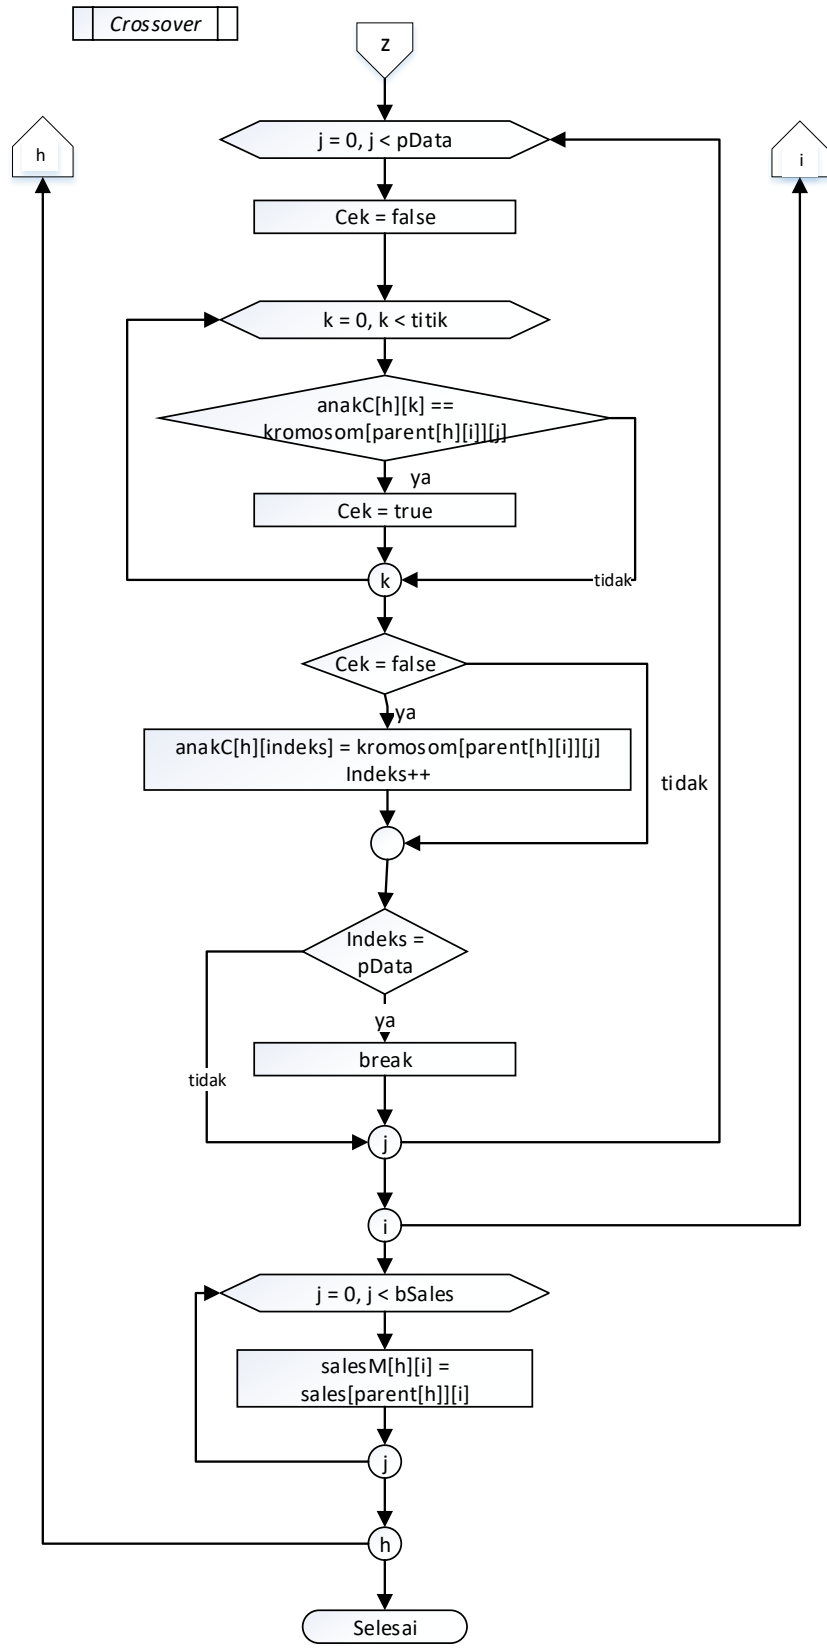 Crossover
z
h
i
j = 0, j < pData
Cek = false
k = 0, k < titik
anakC[h][k] ==
kromosom[parent[h][i]][j]
ya
Cek = true
k
tidak
Cek = false
ya
anakC[h][indeks] = kromosom[parent[h][i]][j]
Indeks++
tidak
Indeks =
pData
ya
break
tidak
j
i
j = 0, j < bSales
salesM[h][i] =
sales[parent[h]][i]
j
h
Selesai